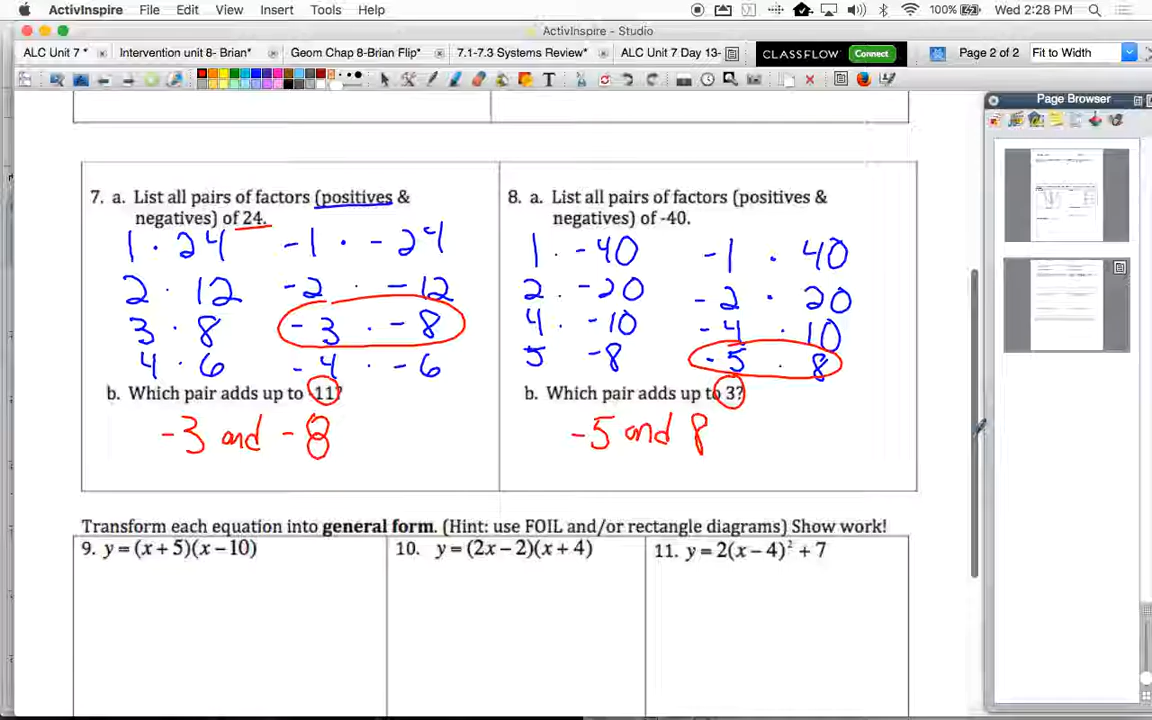 ActivInspire File Edit View Insert Tools Help 100% Wed 2:28 PM
ActivInspire - Studio
ALC Unit 7 * Intervention unit 8- Brian* Geom Chap 8-Brian Flip* 7.1-7.3 Systems Review* ALC Unit 7 Day 13- CLASSFLOW Connect Page 2 of 2 Fit to Width
Page Browser
7. a. List all pairs of factors (positives &
negatives) of 24.
1 · 24 -1 · -24
2 · 12 -2 · -12
3 · 8 -3 · -8
4 · 6 -4 · -6
b. Which pair adds up to -11?
-3 and -8
8. a. List all pairs of factors (positives &
negatives) of -40.
1 · -40 -1 · 40
2 · -20 -2 · 20
4 · -10 -4 · 10
5 -8 -5 · 8
b. Which pair adds up to 3?
-5 and 8
Transform each equation into general form. (Hint: use FOIL and/or rectangle diagrams) Show work!
9. y=(x+5)(x−10)
10. y=(2x−2)(x+4)
11. y=2(x−4)²+7